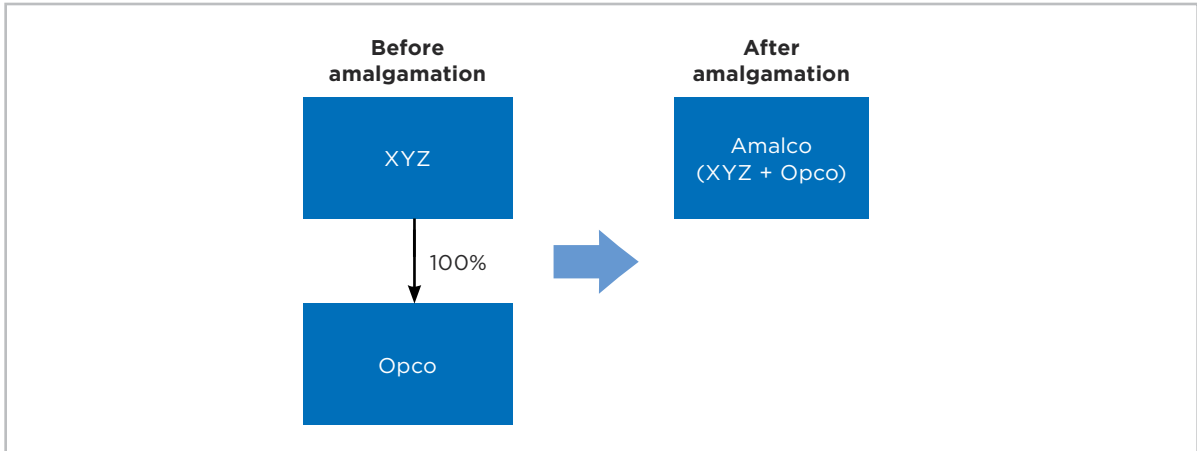 Before
amalgamation
XYZ
100%
Opco
After
amalgamation
Amalco
(XYZ + Opco)